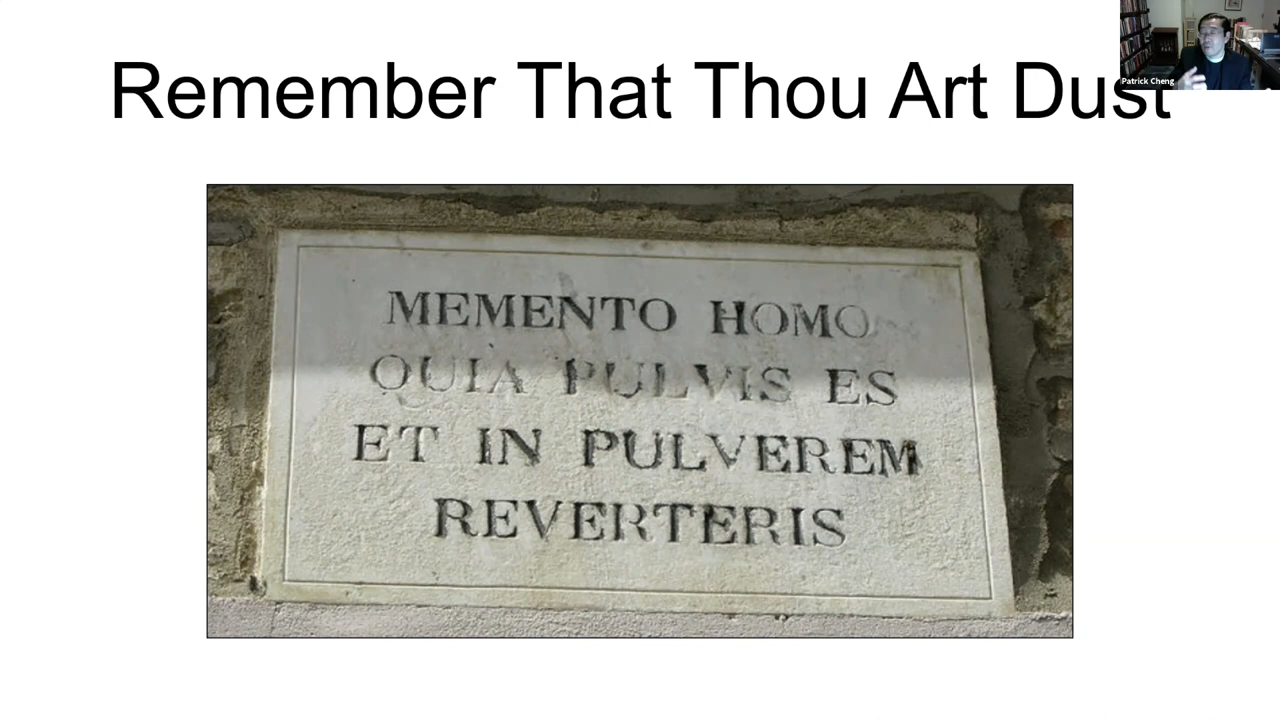 Remember That Thou Art Dust
Patrick Cheng
MEMENTO HOMO
QUIA PULVIS ES
ET IN PULVEREM
REVERTERIS